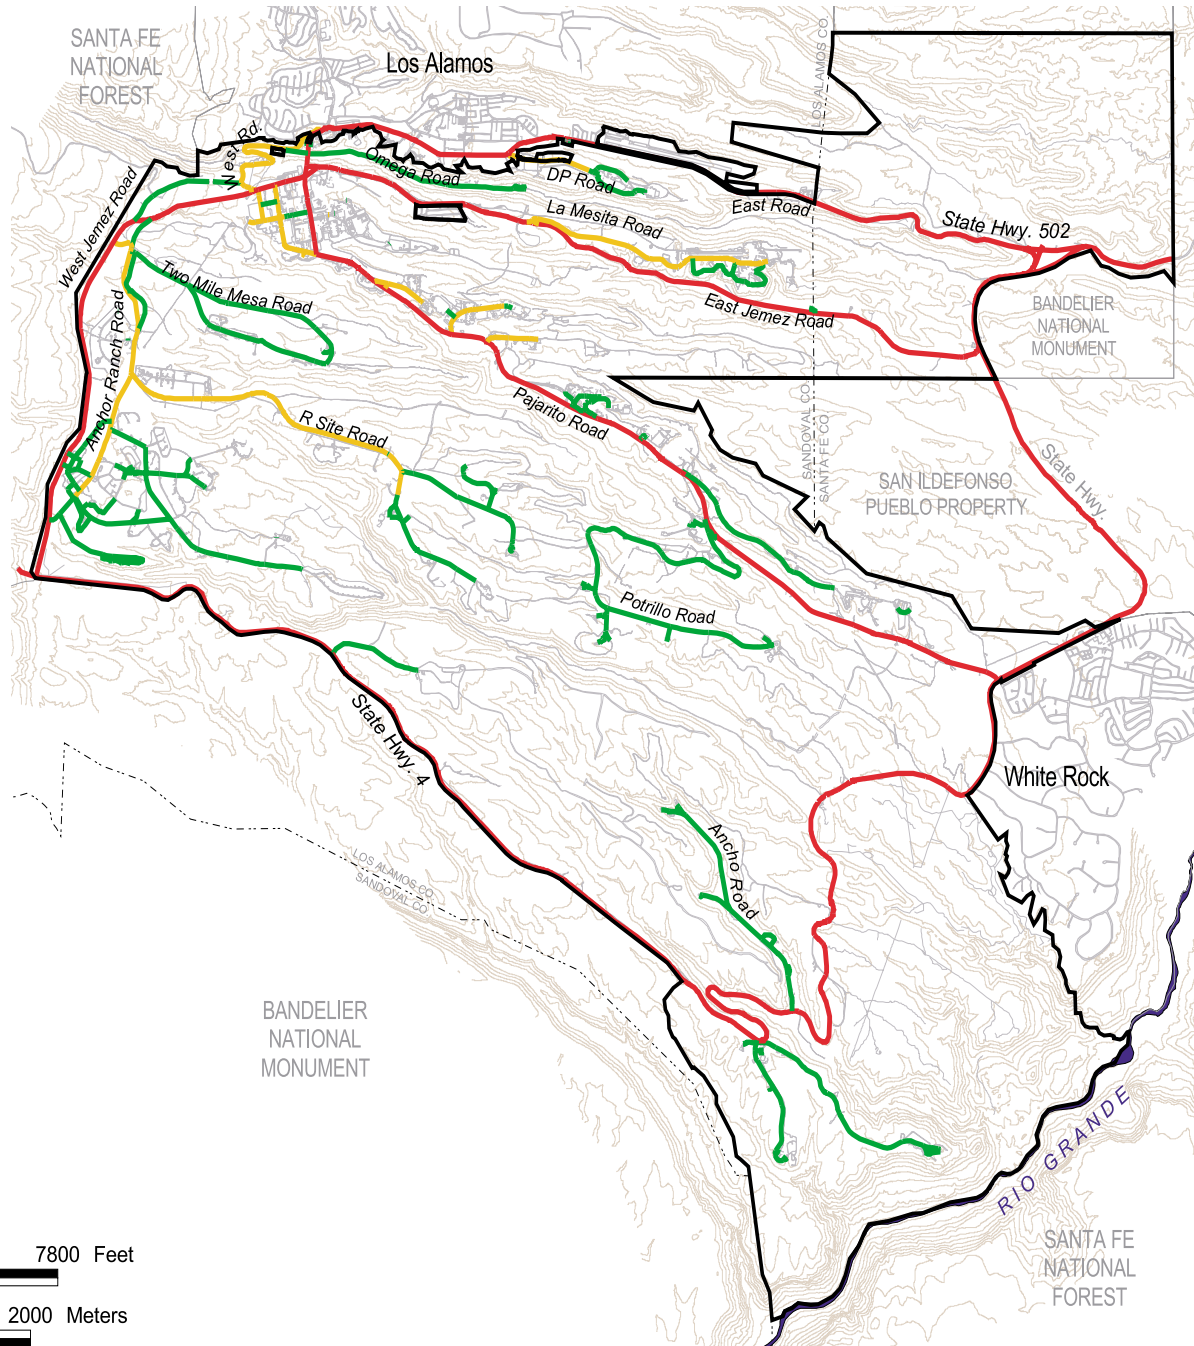 SANTA FE
NATIONAL
FOREST
Los Alamos
LOS ALAMOS CO.
West Rd.
Omega Road
DP Road
East Road
State Hwy. 502
West Jemez Road
La Mesita Road
Two Mile Mesa Road
East Jemez Road
BANDELIER
NATIONAL
MONUMENT
Anchor Ranch Road
R Site Road
Pajarito Road
SANDOVAL CO.
SANTA FE CO.
State Hwy
SAN ILDEFONSO
PUEBLO PROPERTY
Potrillo Road
State Hwy. 4
White Rock
Ancho Road
LOS ALAMOS CO.
SANDOVAL CO
BANDELIER
NATIONAL
MONUMENT
RIO GRANDE
SANTA FE
NATIONAL
FOREST
7800 Feet
2000 Meters